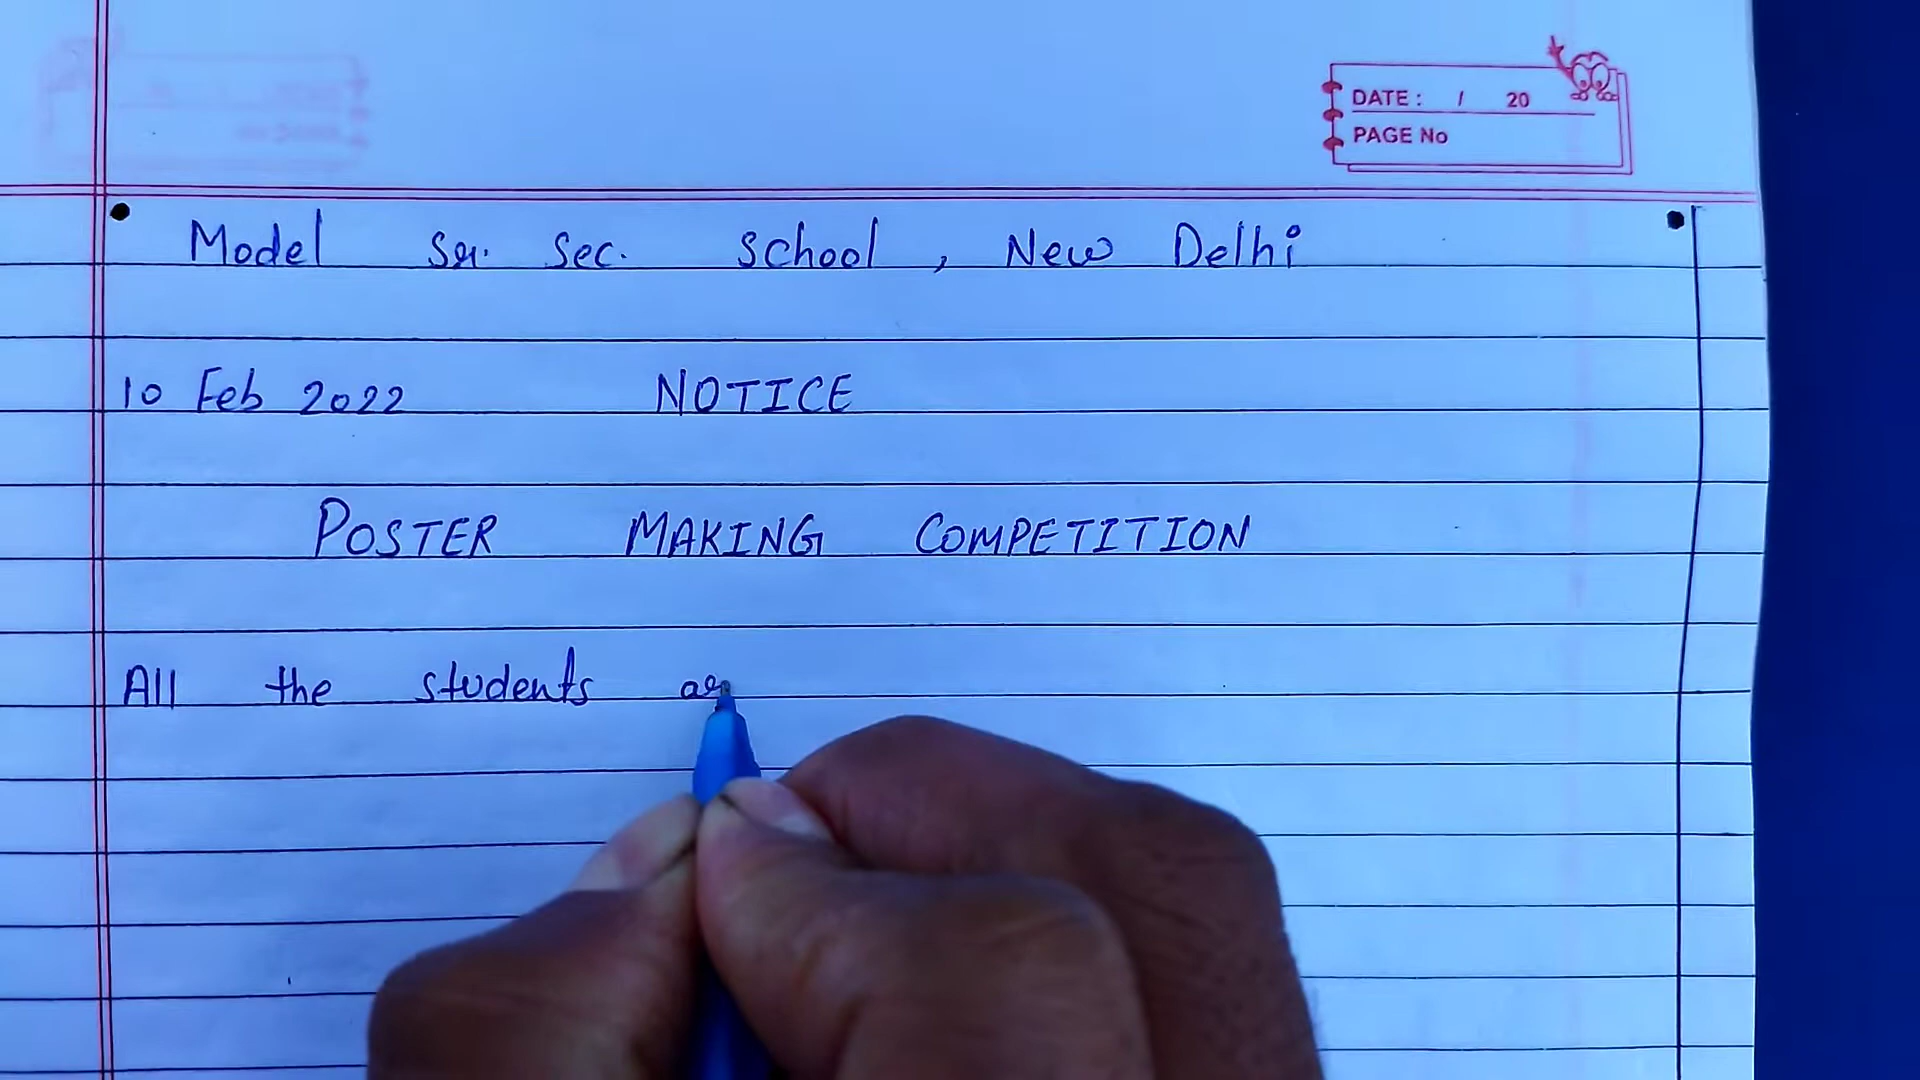 DATE: / 20
PAGE No
Model Sr. Sec. School, New Delhi
10 Feb 2022 NOTICE
POSTER MAKING COMPETITION
All the students